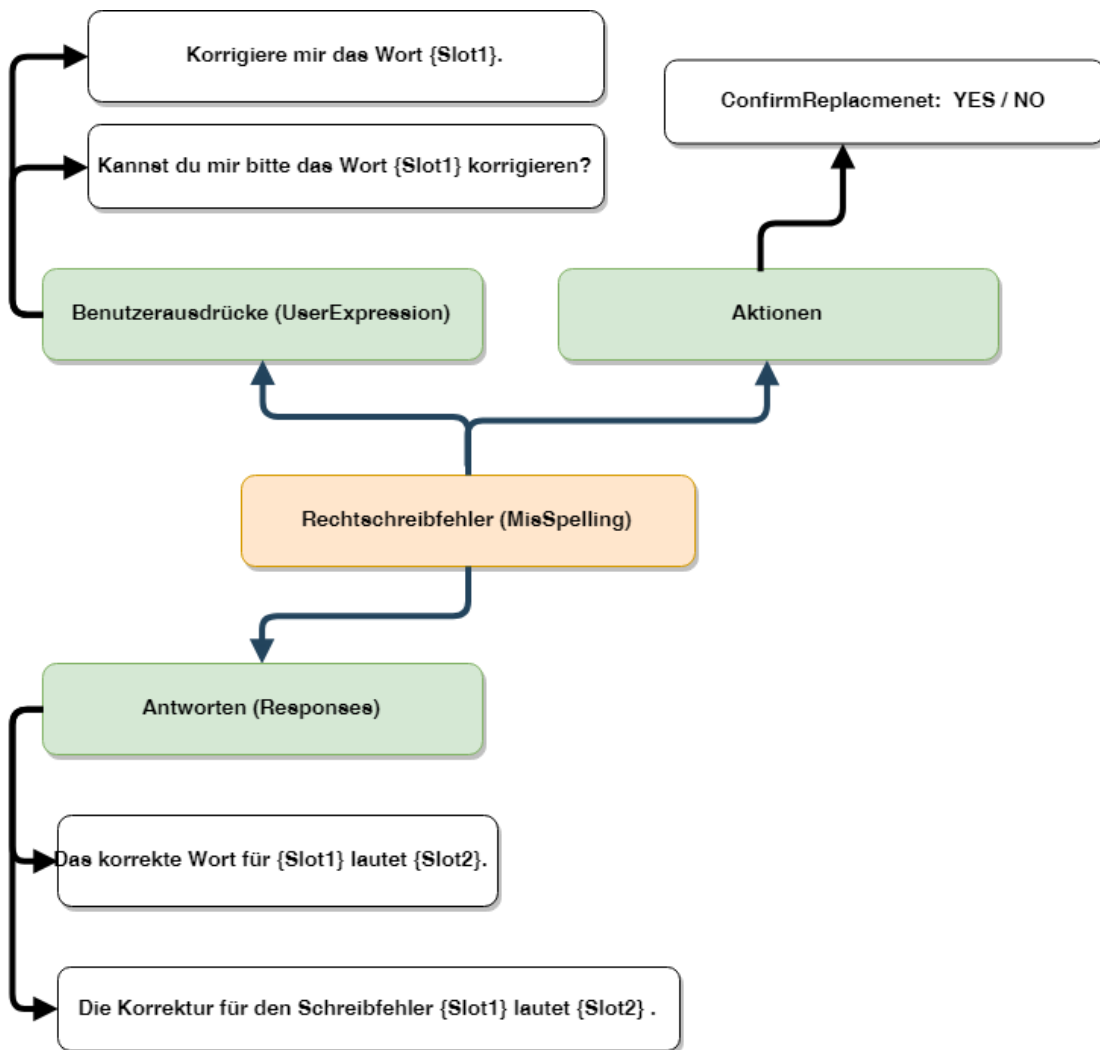 Korrigiere mir das Wort {Slot1}.
ConfirmReplacmenet: YES / NO
Kannst du mir bitte das Wort {Slot1} korrigieren?
Benutzerausdrücke (UserExpression)
Aktionen
Rechtschreibfehler (MisSpelling)
Antworten (Responses)
Das korrekte Wort für {Slot1} lautet {Slot2}.
Die Korrektur für den Schreibfehler {Slot1} lautet {Slot2} .